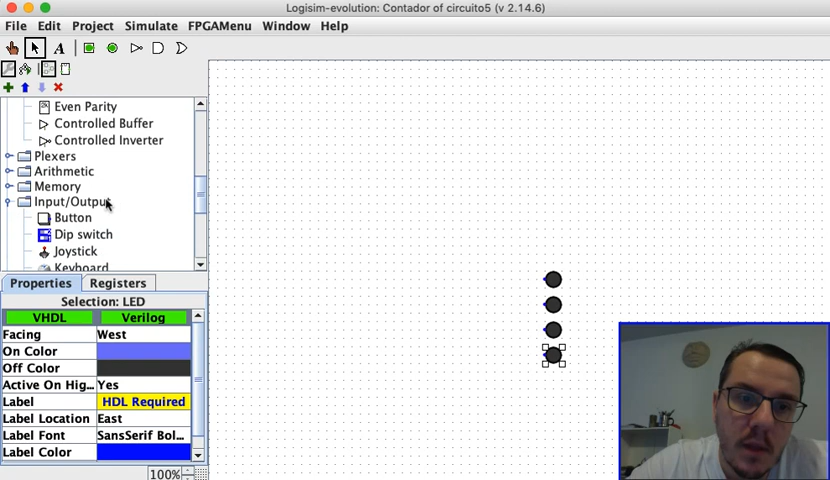 Logisim-evolution: Contador of circuito5 (v 2.14.6)
File Edit Project Simulate FPGAMenu Window Help
A
Even Parity
Controlled Buffer
Controlled Inverter
Plexers
Arithmetic
Memory
Input/Output
Button
Dip switch
Joystick
Keyboard
Properties Registers
Selection: LED
VHDL Verilog
Facing West
On Color
Off Color
Active On Hig... Yes
Label HDL Required
Label Location East
Label Font SansSerif Bol...
Label Color
100%